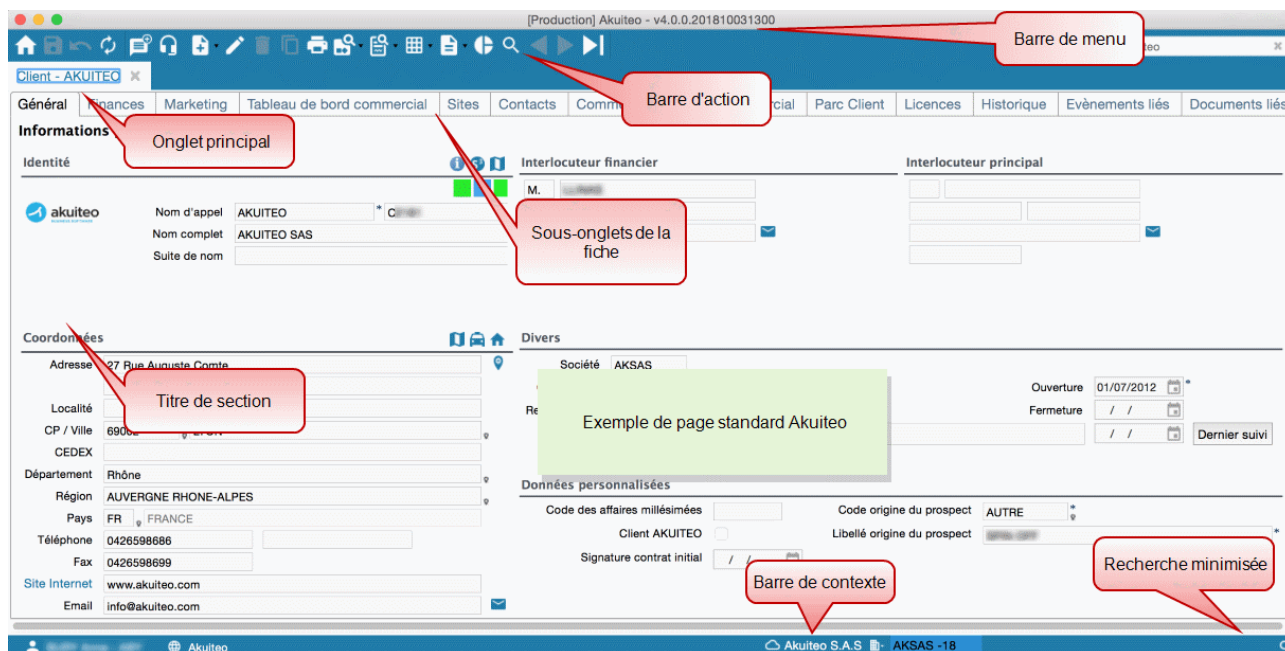 [Production] Akuiteo - v4.0.0.201810031300
Barre de menu
Client - AKUITEO
Barre d'action
Général Finances Marketing Tableau de bord commercial Sites Contacts Parc Client Licences Historique Evènements liés Documents liés
Onglet principal
Informations
Identité Interlocuteur financier Interlocuteur principal
M.
akuiteo
Nom d'appel AKUITEO *
Nom complet AKUITEO SAS
Suite de nom
Sous-onglets de la
fiche
Coordonnées Divers
Adresse 27 Rue Auguste Comte Société AKSAS
Ouverture 01/07/2012 *
Titre de section
Exemple de page standard Akuiteo
Localité Fermeture / /
CP / Ville / / Dernier suivi
CEDEX
Département Rhône
Données personnalisées
Région AUVERGNE RHONE-ALPES
Code des affaires millésimées Code origine du prospect AUTRE *
Pays FR FRANCE
Client AKUITEO Libellé origine du prospect *
Téléphone 0426598686
Signature contrat initial / /
Fax 0426598699
Recherche minimisée
Barre de contexte
Site Internet www.akuiteo.com
Email info@akuiteo.com
Akuiteo Akuiteo S.A.S AKSAS -18